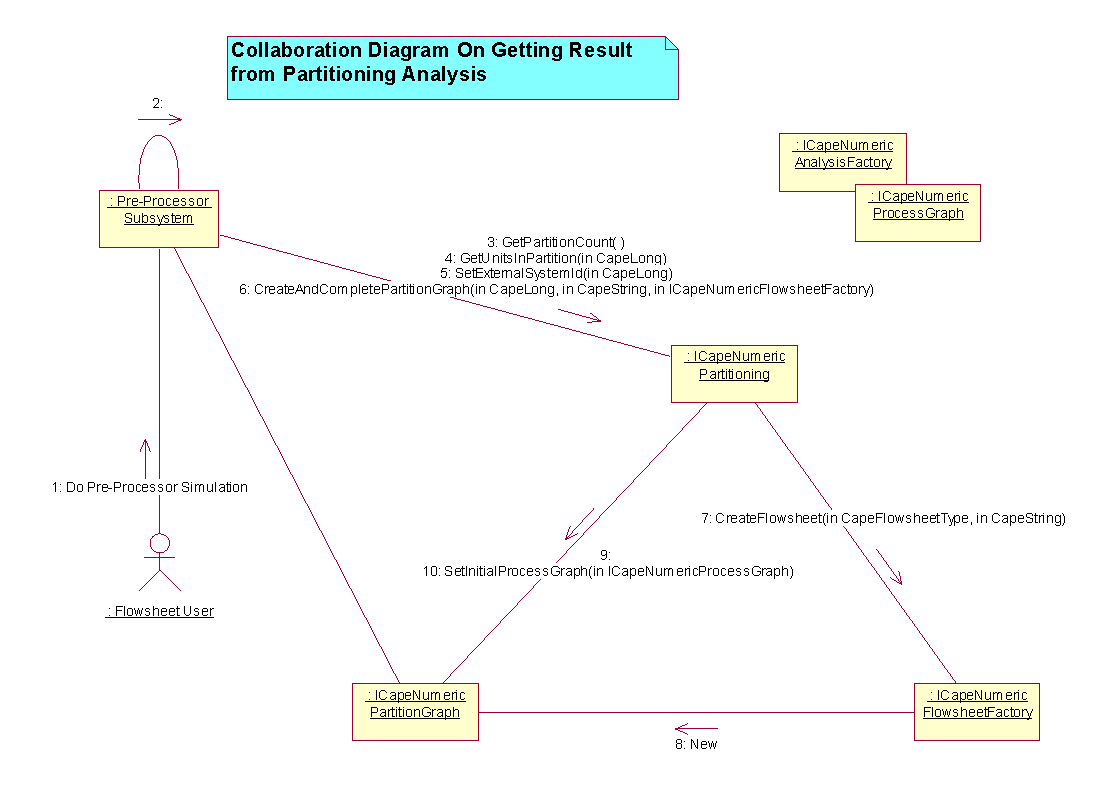 Collaboration Diagram On Getting Result
from Partitioning Analysis
2:
: ICapeNumeric
AnalysisFactory
: ICapeNumeric
ProcessGraph
: Pre-Processor
Subsystem
3: GetPartitionCount( )
4: GetUnitsInPartition(in CapeLong)
5: SetExternalSystemId(in CapeLong)
6: CreateAndCompletePartitionGraph(in CapeLong, in CapeString, in ICapeNumericFlowsheetFactory)
: ICapeNumeric
Partitioning
1: Do Pre-Processor Simulation
7: CreateFlowsheet(in CapeFlowsheetType, in CapeString)
9:
10: SetInitialProcessGraph(in ICapeNumericProcessGraph)
: Flowsheet User
: ICapeNumeric
PartitionGraph
: ICapeNumeric
FlowsheetFactory
8: New